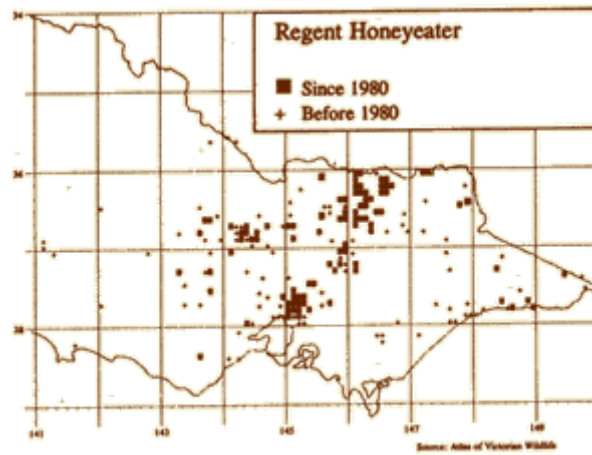 Regent Honeyeater
Since 1980
+ Before 1980
34
36
38
141 143 145 147 149
Source: Atlas of Victorian Wildlife